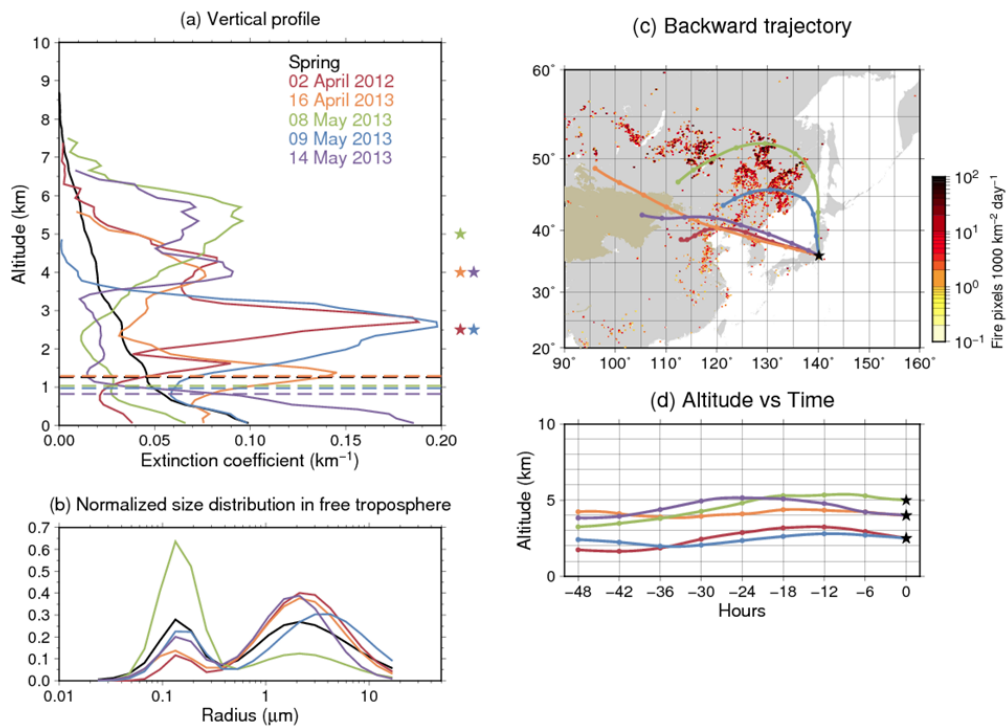 (a) Vertical profile
10
9
8
7
6
5
4
3
2
1
0
Altitude (km)
Spring
02 April 2012
16 April 2013
08 May 2013
09 May 2013
14 May 2013
0.00 0.05 0.10 0.15 0.20
Extinction coefficient (km⁻¹)
(b) Normalized size distribution in free troposphere
0.7
0.6
0.5
0.4
0.3
0.2
0.1
0.0
0.01 0.1 1 10
Radius (μm)
(c) Backward trajectory
60°
50°
40°
30°
20°
90 100 110 120 130 140 150 160
10²
10¹
10⁰
10⁻¹
Fire pixels 1000 km⁻² day⁻¹
(d) Altitude vs Time
10
5
0
Altitude (km)
−48 −42 −36 −30 −24 −18 −12 −6 0
Hours